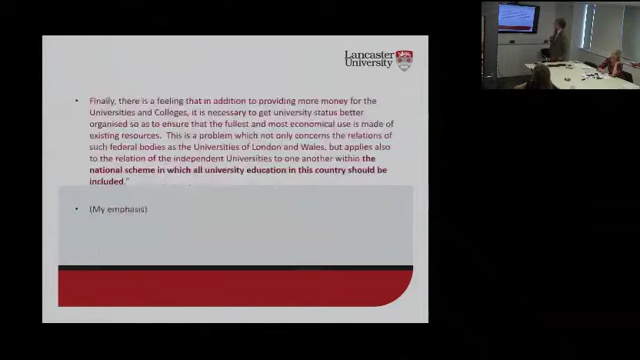 Lancaster
University
• Finally, there is a feeling that in addition to providing more money for the
Universities and Colleges, it is necessary to get university status better
organised so as to ensure that the fullest and most economical use is made of
existing resources. This is a problem which not only concerns the relations of
such federal bodies as the Universities of London and Wales, but applies also
to the relation of the independent Universities to one another within the
national scheme in which all university education in this country should be
included."
• (My emphasis)